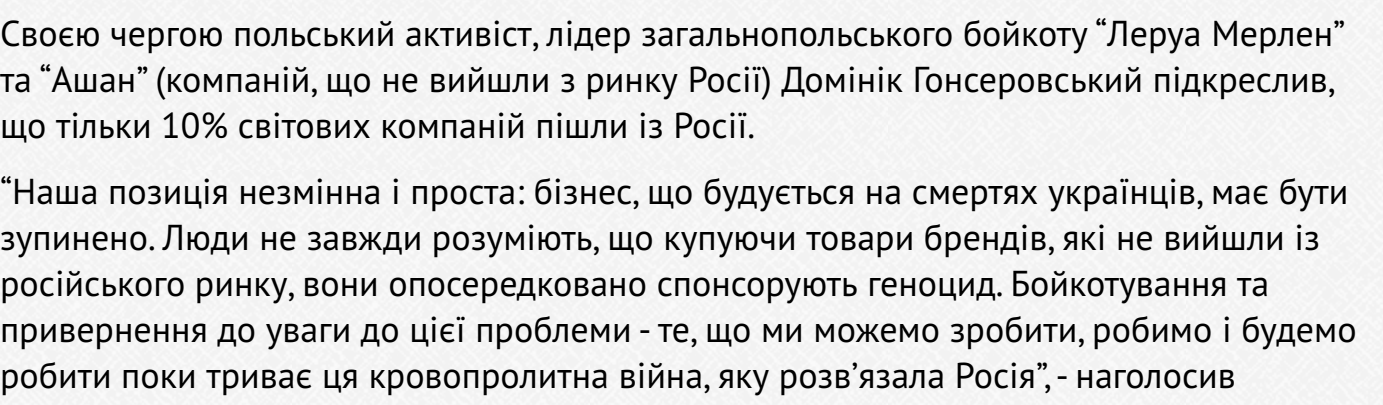 Своєю чергою польський активіст, лідер загальнопольського бойкоту “Леруа Мерлен”
та “Ашан” (компаній, що не вийшли з ринку Росії) Домінік Гонсеровський підкреслив,
що тільки 10% світових компаній пішли із Росії.
“Наша позиція незмінна і проста: бізнес, що будується на смертях українців, має бути
зупинено. Люди не завжди розуміють, що купуючи товари брендів, які не вийшли із
російського ринку, вони опосередковано спонсорують геноцид. Бойкотування та
привернення до уваги до цієї проблеми - те, що ми можемо зробити, робимо і будемо
робити поки триває ця кровопролитна війна, яку розв’язала Росія”, - наголосив